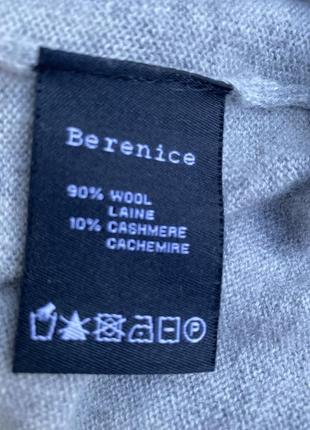 Berenice
90% WOOL
LAINE
10% CASHMERE
CACHEMIRE
P